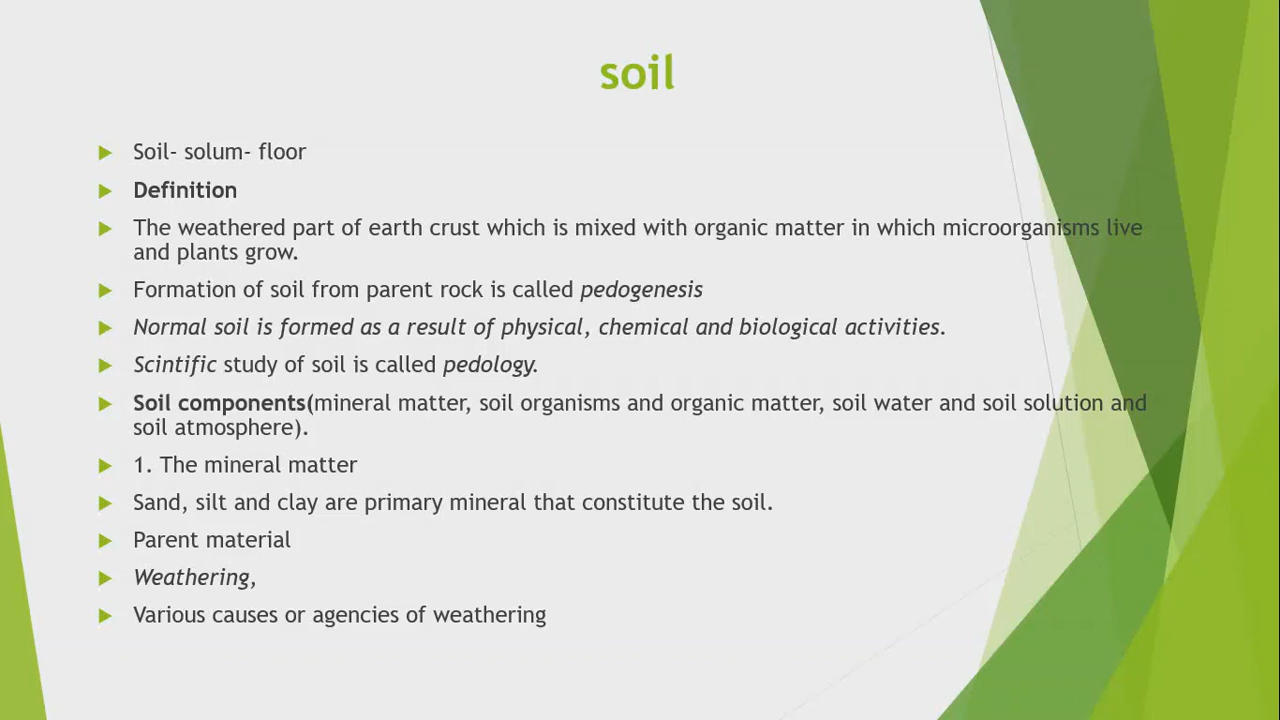 soil
Soil- solum- floor
Definition
The weathered part of earth crust which is mixed with organic matter in which microorganisms live
and plants grow.
Formation of soil from parent rock is called pedogenesis
Normal soil is formed as a result of physical, chemical and biological activities.
Scintific study of soil is called pedology.
Soil components(mineral matter, soil organisms and organic matter, soil water and soil solution and
soil atmosphere).
1. The mineral matter
Sand, silt and clay are primary mineral that constitute the soil.
Parent material
Weathering,
Various causes or agencies of weathering